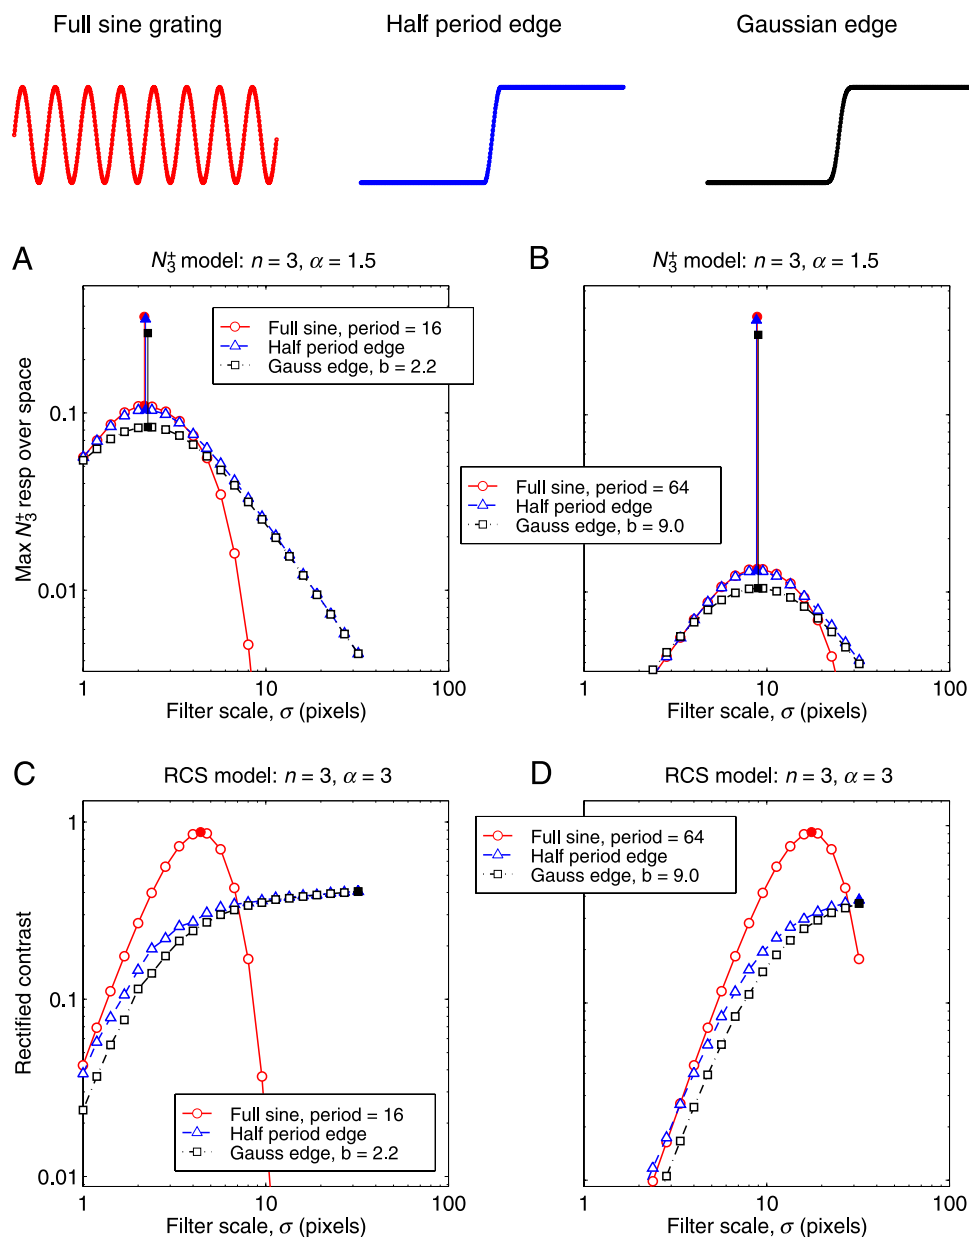 Full sine grating
Half period edge
Gaussian edge
A
N₃⁺ model: n = 3, α = 1.5
B
N₃⁺ model: n = 3, α = 1.5
Full sine, period = 16
Half period edge
Gauss edge, b = 2.2
Max N₃⁺ resp over space
0.1
0.01
Full sine, period = 64
Half period edge
Gauss edge, b = 9.0
1
10
100
Filter scale, σ (pixels)
1
10
100
Filter scale, σ (pixels)
C
RCS model: n = 3, α = 3
D
RCS model: n = 3, α = 3
Rectified contrast
1
0.1
0.01
Full sine, period = 64
Half period edge
Gauss edge, b = 9.0
Full sine, period = 16
Half period edge
Gauss edge, b = 2.2
1
10
100
Filter scale, σ (pixels)
1
10
100
Filter scale, σ (pixels)